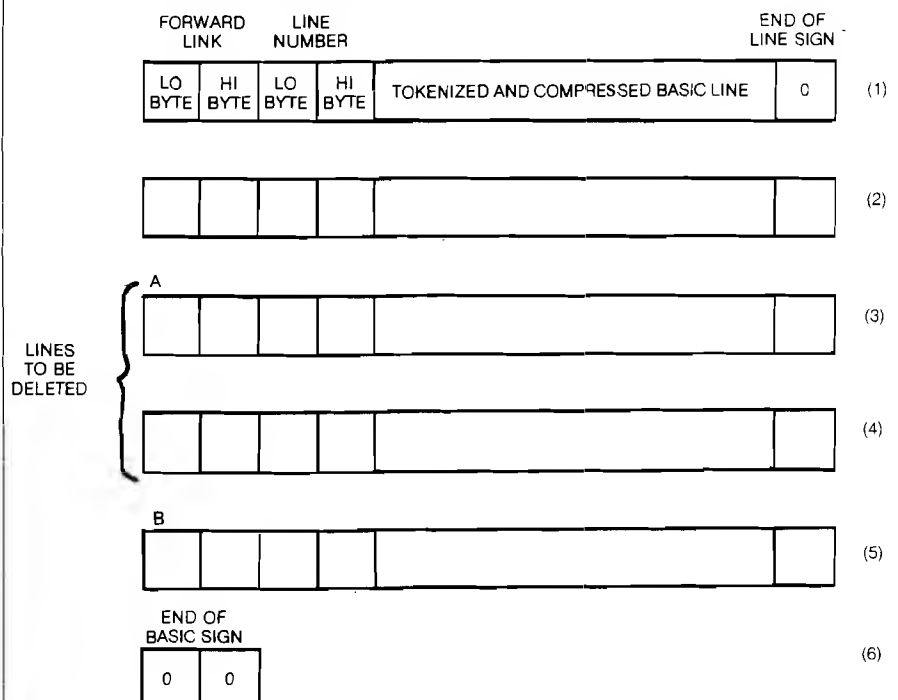 FORWARD LINK
LINE NUMBER
END OF LINE SIGN
LO BYTE
HI BYTE
LO BYTE
HI BYTE
TOKENIZED AND COMPRESSED BASIC LINE
0
(1)
(2)
A
(3)
LINES TO BE DELETED
(4)
B
(5)
END OF BASIC SIGN
0 0
(6)